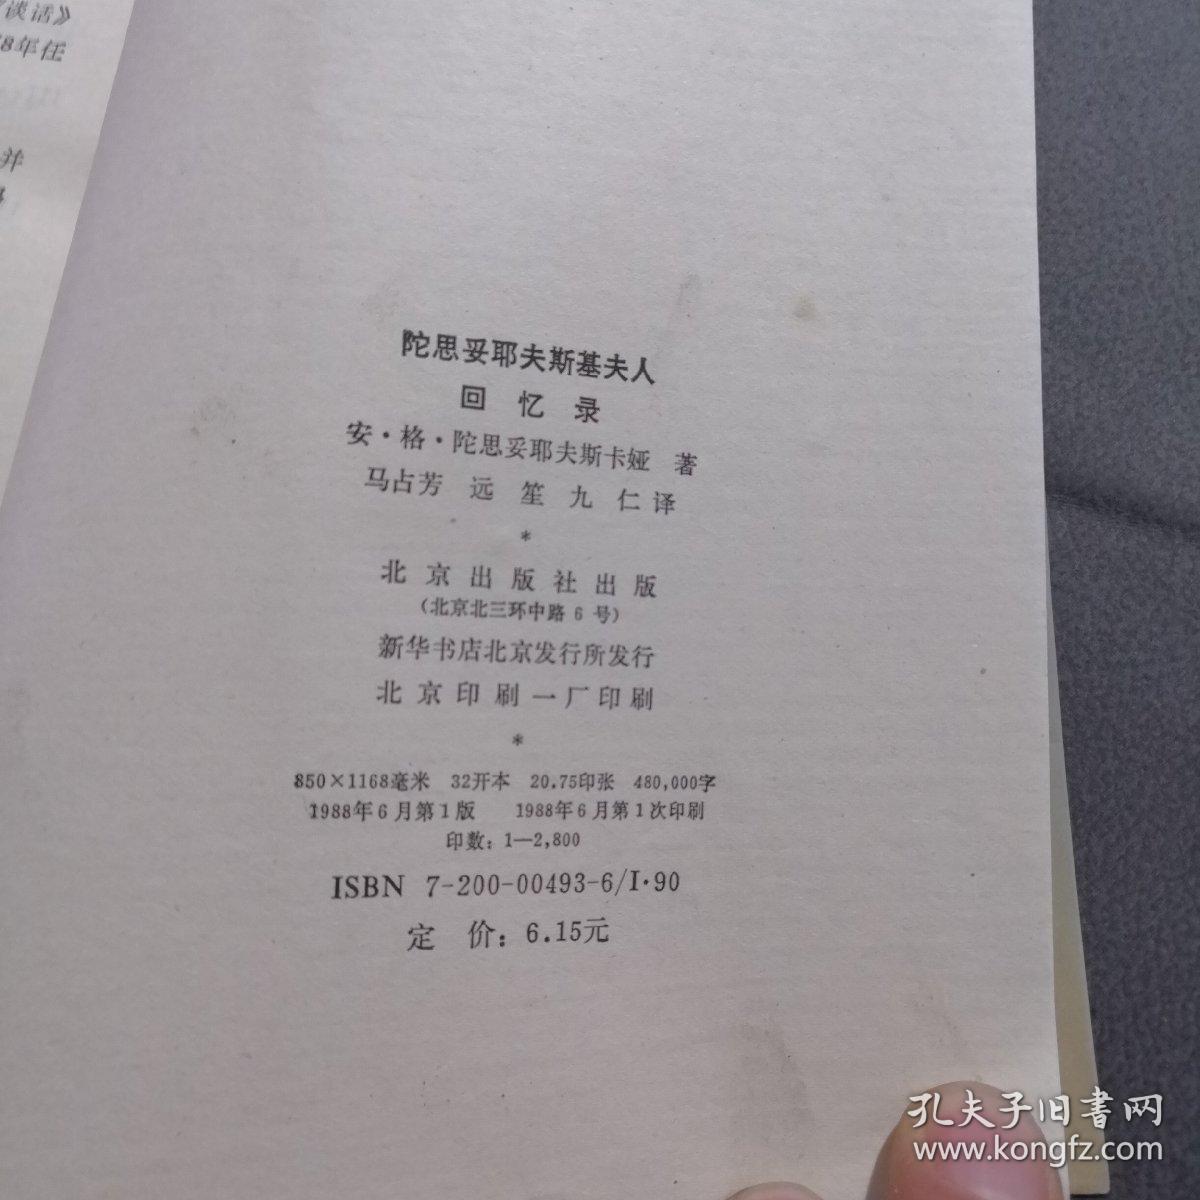 谈话》
8年任
并
陀思妥耶夫斯基夫人
回忆录
安·格·陀思妥耶夫斯卡娅 著
马占芳 远笙 九仁译
*
北京出版社出版
(北京北三环中路6号)
新华书店北京发行所发行
北京印刷一厂印刷
*
850×1168毫米 32开本 20.75印张 480,000字
1988年6月第1版 1988年6月第1次印刷
印数: 1—2,800
ISBN 7-200-00493-6/I·90
定 价: 6.15元
孔夫子旧書网
www.kongfz.com